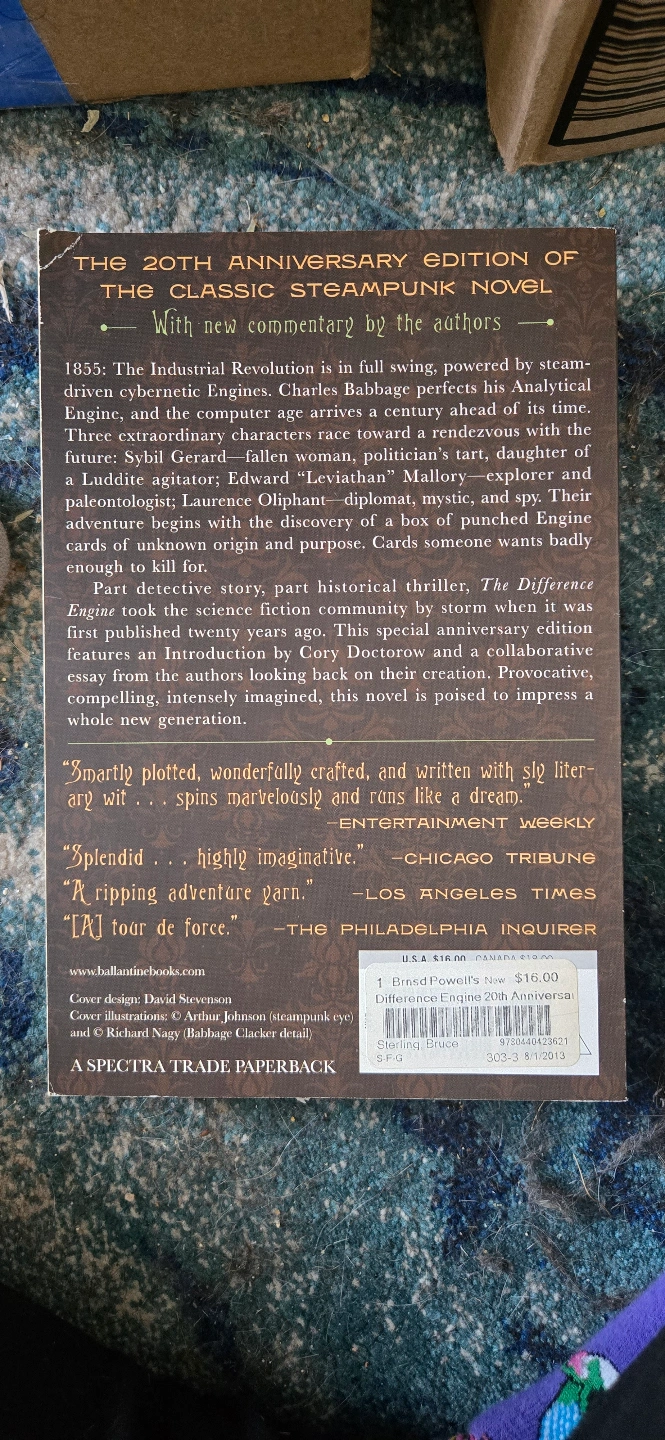 THE 20TH ANNIVERSARY EDITION OF
THE CLASSIC STEAMPUNK NOVEL
With new commentary by the authors
1855: The Industrial Revolution is in full swing, powered by steam-
driven cybernetic Engines. Charles Babbage perfects his Analytical
Engine, and the computer age arrives a century ahead of its time.
Three extraordinary characters race toward a rendezvous with the
future: Sybil Gerard—fallen woman, politician's tart, daughter of
a Luddite agitator; Edward “Leviathan” Mallory—explorer and
paleontologist; Laurence Oliphant—diplomat, mystic, and spy. Their
adventure begins with the discovery of a box of punched Engine
cards of unknown origin and purpose. Cards someone wants badly
enough to kill for.
Part detective story, part historical thriller, The Difference
Engine took the science fiction community by storm when it was
first published twenty years ago. This special anniversary edition
features an Introduction by Cory Doctorow and a collaborative
essay from the authors looking back on their creation. Provocative,
compelling, intensely imagined, this novel is poised to impress a
whole new generation.
“Smartly plotted, wonderfully crafted, and written with sly liter-
ary wit . . . spins marvelously and runs like a dream.”
—ENTERTAINMENT WEEKLY
“Splendid . . . highly imaginative.” —CHICAGO TRIBUNE
“A ripping adventure yarn.” —LOS ANGELES TIMES
“[A] tour de force.” —THE PHILADELPHIA INQUIRER
www.ballantinebooks.com
Cover design: David Stevenson
Cover illustrations: © Arthur Johnson (steampunk eye)
and © Richard Nagy (Babbage Clacker detail)
A SPECTRA TRADE PAPERBACK
U.S.A. $16.00 CANADA $18.00
1 Brnsd Powell's New $16.00
Difference Engine 20th Anniversa
Sterling, Bruce 9780440423621
S-F-G 303-3 8/1/2013